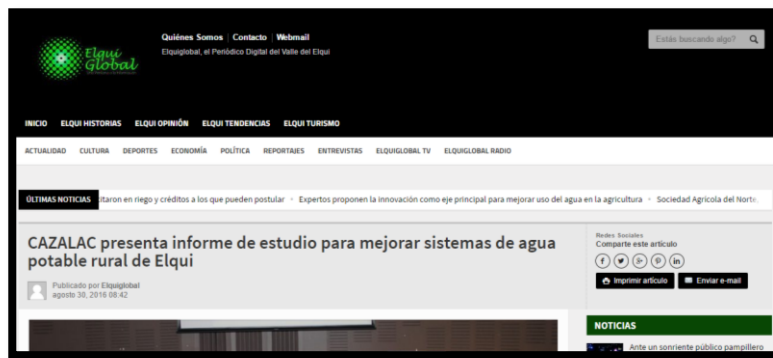 Quiénes Somos | Contacto | Webmail
Elquiglobal, el Periódico Digital del Valle del Elqui
Estás buscando algo?
Elqui
Global
INICIO ELQUI HISTORIAS ELQUI OPINIÓN ELQUI TENDENCIAS ELQUI TURISMO
ACTUALIDAD CULTURA DEPORTES ECONOMÍA POLÍTICA REPORTAJES ENTREVISTAS ELQUIGLOBAL TV ELQUIGLOBAL RADIO
ÚLTIMAS NOTICIAS citaron en riego y créditos a los que pueden postular Expertos proponen la innovación como eje principal para mejorar uso del agua en la agricultura Sociedad Agrícola del Norte,
CAZALAC presenta informe de estudio para mejorar sistemas de agua
potable rural de Elqui
Publicado por Elquiglobal
agosto 30, 2016 08:42
Redes Sociales
Comparte este artículo
Imprimir artículo Enviar e-mail
NOTICIAS
Ante un sonriente público pampillero